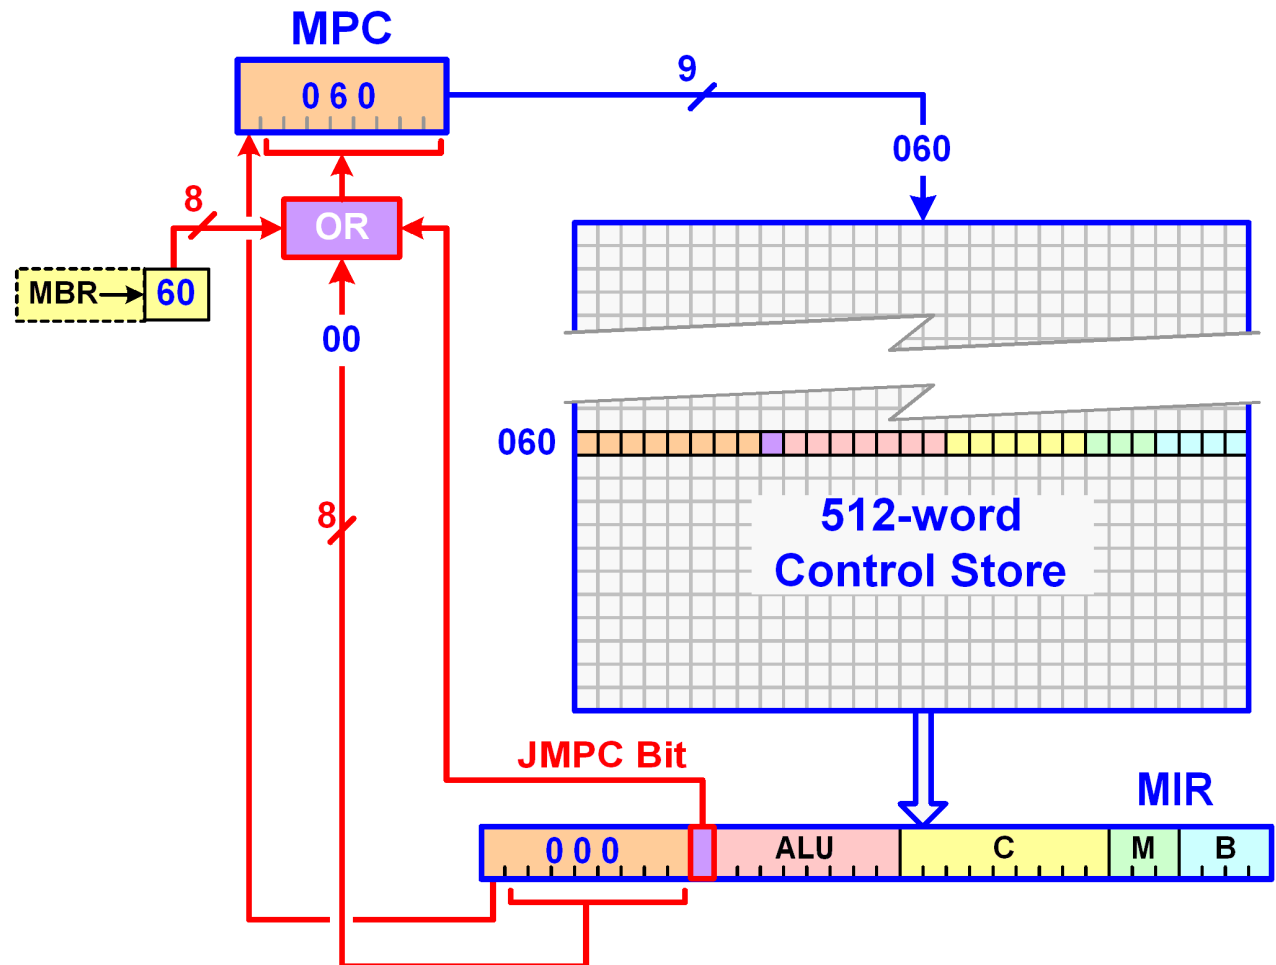 MPC
9
0 6 0
060
8
OR
MBR
60
00
060
8
512-word
Control Store
JMPC Bit
MIR
0 0 0
ALU
C
M
B